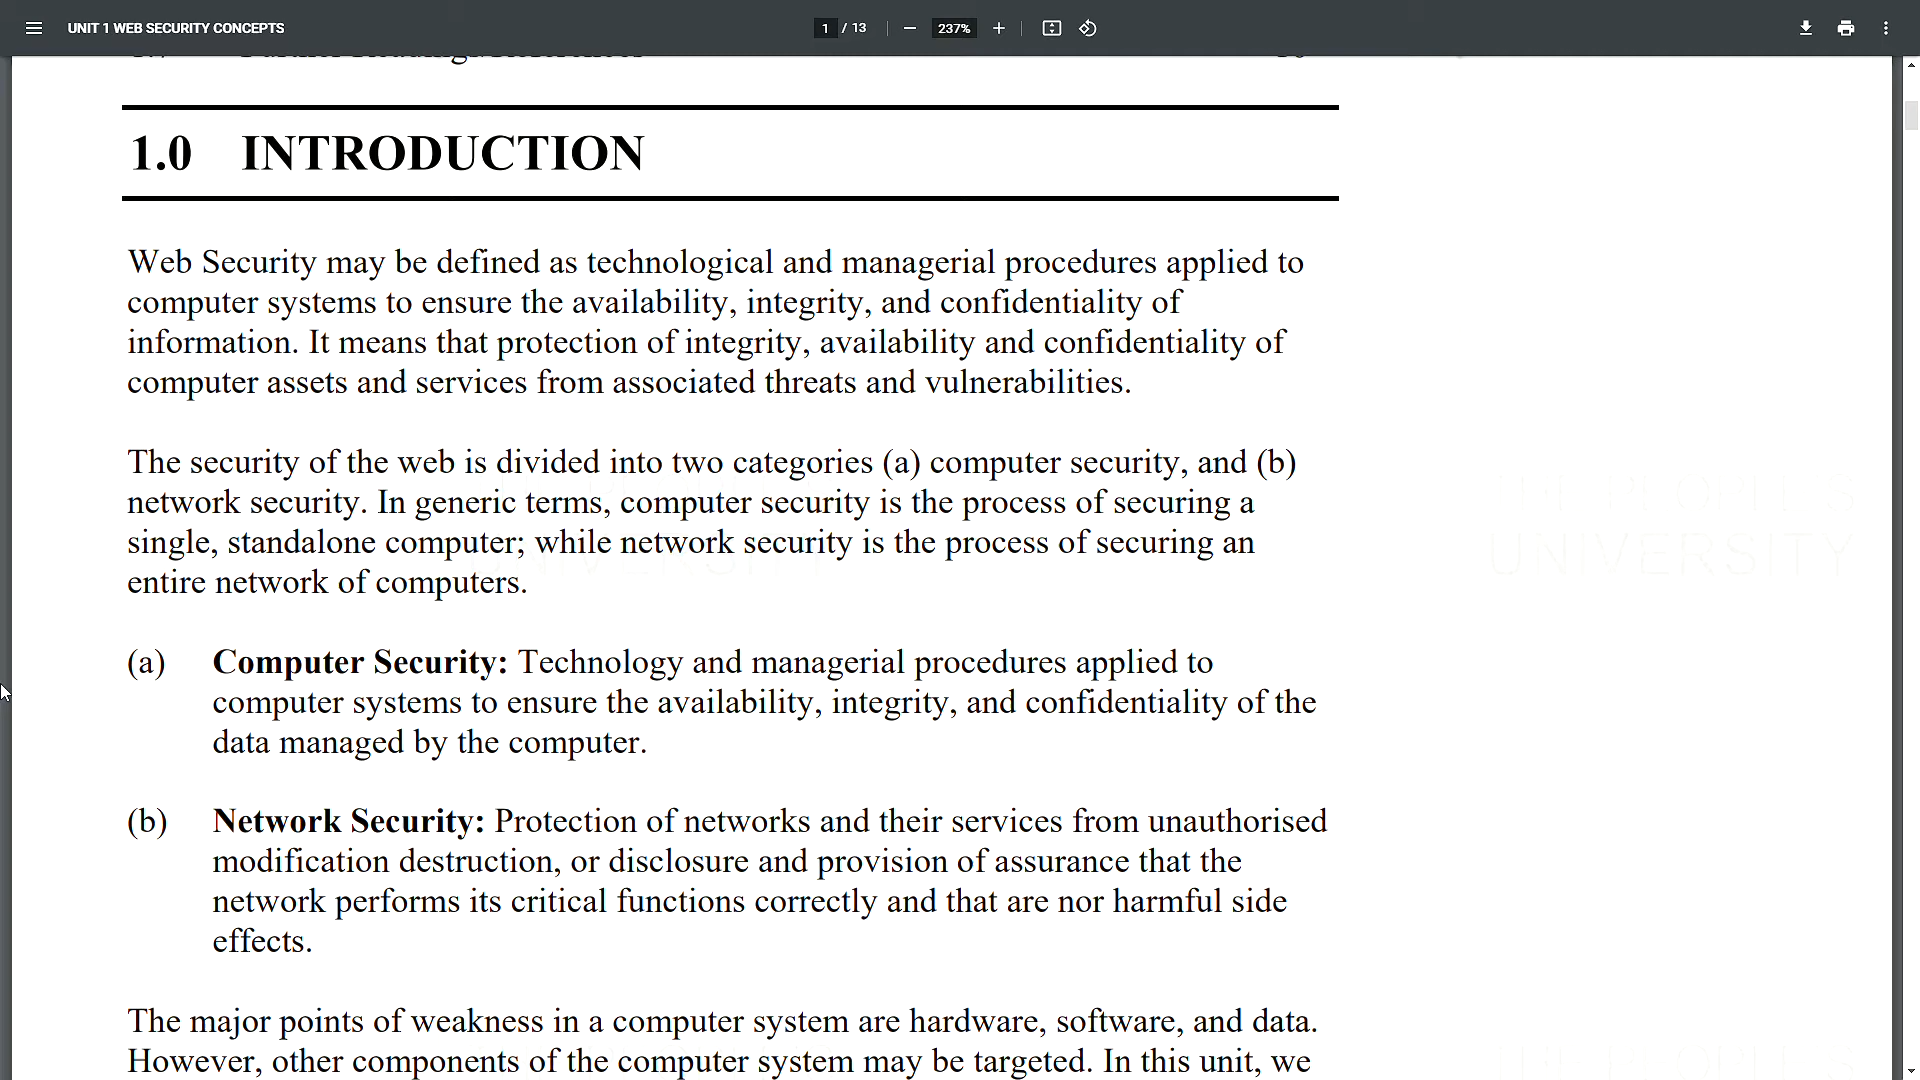 UNIT 1 WEB SECURITY CONCEPTS
1 / 13
237%
1.0 INTRODUCTION
Web Security may be defined as technological and managerial procedures applied to
computer systems to ensure the availability, integrity, and confidentiality of
information. It means that protection of integrity, availability and confidentiality of
computer assets and services from associated threats and vulnerabilities.
The security of the web is divided into two categories (a) computer security, and (b)
network security. In generic terms, computer security is the process of securing a
single, standalone computer; while network security is the process of securing an
entire network of computers.
UNIVERSITY
(a) Computer Security: Technology and managerial procedures applied to
computer systems to ensure the availability, integrity, and confidentiality of the
data managed by the computer.
(b) Network Security: Protection of networks and their services from unauthorised
modification destruction, or disclosure and provision of assurance that the
network performs its critical functions correctly and that are nor harmful side
effects.
The major points of weakness in a computer system are hardware, software, and data.
However, other components of the computer system may be targeted. In this unit, we